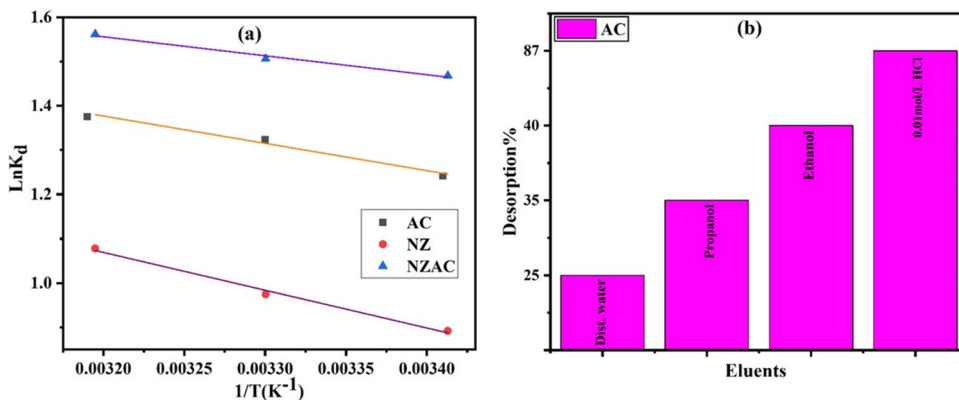 (a)
1.6
1.4
1.2
1.0
LnKd
AC
NZ
NZAC
0.00320
0.00325
0.00330
0.00335
0.00340
1/T(K-1)
AC
(b)
87
40
35
25
Desorption%
Dist. water
Propanol
Ethanol
0.01mol/L HCl
Eluents